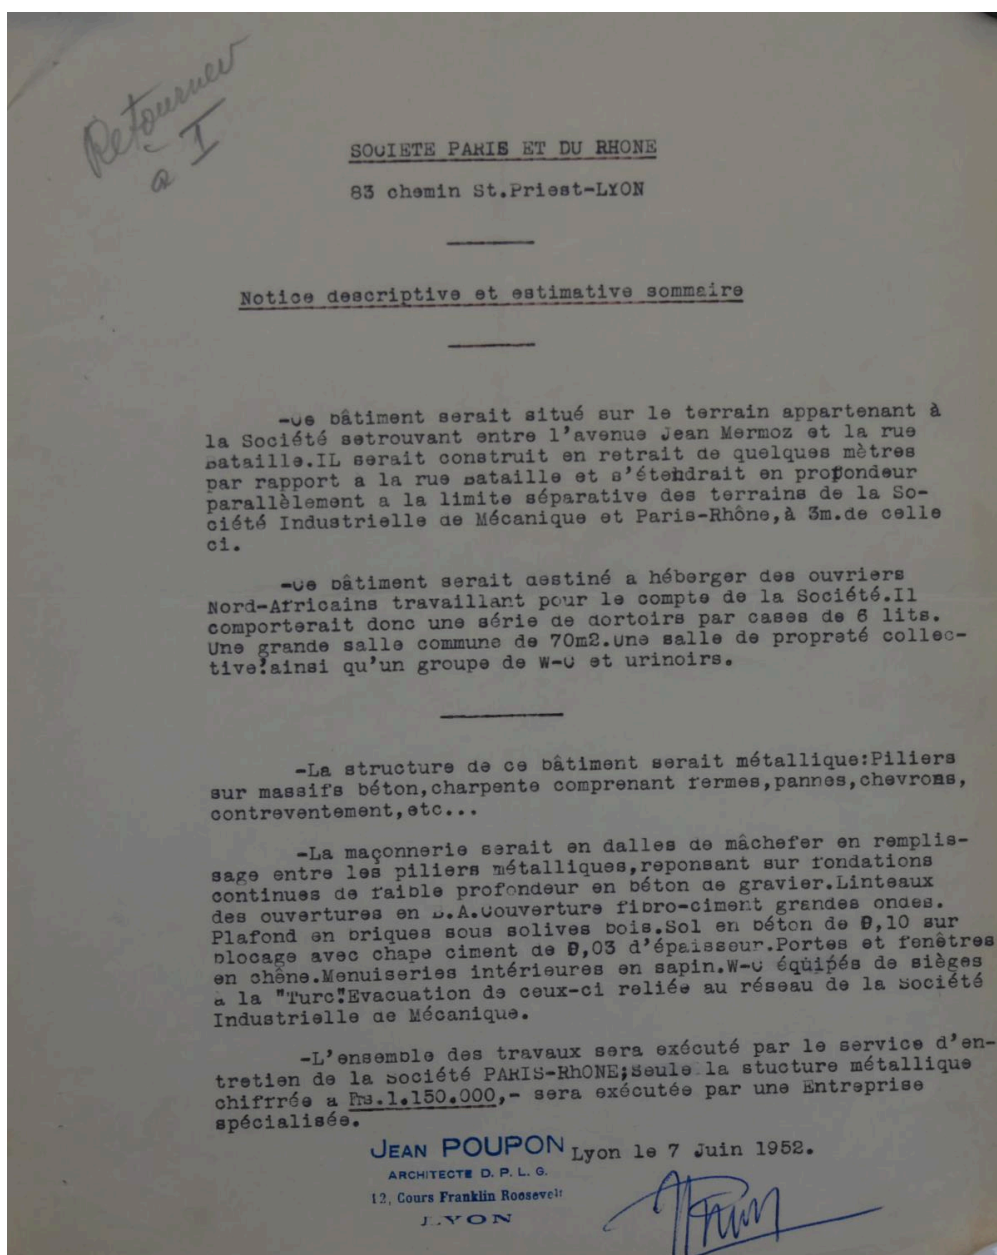 Retourner
a I
SOCIETE PARIS ET DU RHONE
83 chemin St.Priest-LYON
Notice descriptive et estimative sommaire
-Ce bâtiment serait situé sur le terrain appartenant à
la Société setrouvant entre l'avenue Jean Mermoz et la rue
Bataille.IL serait construit en retrait de quelques mètres
par rapport a la rue Bataille et s'étendrait en profondeur
parallèlement a la limite séparative des terrains de la So-
ciété Industrielle de Mécanique et Paris-Rhône,à 3m.de celle
ci.
-Ce bâtiment serait destiné a héberger des ouvriers
Nord-Africains travaillant pour le compte de la Société.Il
comporterait donc une série de dortoirs par cases de 6 lits.
Une grande salle commune de 70m2.Une salle de propreté collec-
tive.ainsi qu'un groupe de W-C et urinoirs.
-La structure de ce bâtiment serait métallique:Piliers
sur massifs béton,charpente comprenant fermes,pannes,chevrons,
contreventement,etc...
-La maçonnerie serait en dalles de mâchefer en remplis-
sage entre les piliers métalliques,reponsant sur fondations
continues de faible profondeur en béton de gravier.Linteaux
des ouvertures en B.A.Couverture fibro-ciment grandes ondes.
Plafond en briques sous solives bois.Sol en béton de 0,10 sur
blocage avec chape ciment de 0,03 d'épaisseur.Portes et fenêtres
en chêne.Menuiseries intérieures en sapin.W-C équipés de sièges
a la "Turc".Evacuation de ceux-ci reliée au réseau de la Société
Industrielle de Mécanique.
-L'ensemble des travaux sera exécuté par le service d'en-
tretien de la Société PARIS-RhONE;Seule la stucture métallique
chiffrée a Frs.1.150.000,- sera exécutée par une Entreprise
spécialisée.
JEAN POUPON Lyon le 7 Juin 1952.
ARCHITECTE D. P. L. G.
12, Cours Franklin Roosevelt
LYON